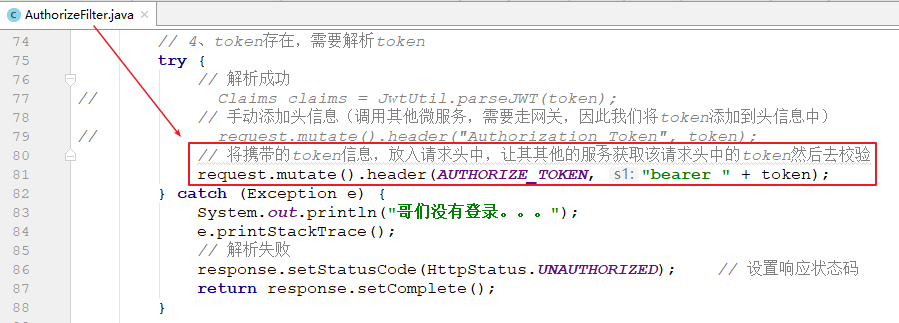 AuthorizeFilter.java
74 // 4、token存在，需要解析token
75 try {
76 // 解析成功
77 // Claims claims = JwtUtil.parseJWT(token);
78 // 手动添加头信息（调用其他微服务，需要走网关，因此我们将token添加到头信息中）
79 // request.mutate().header("Authorization_Token", token);
80 // 将携带的token信息，放入请求头中，让其其他的服务获取该请求头中的token然后去校验
81 request.mutate().header(AUTHORIZE_TOKEN, s1: "bearer " + token);
82 } catch (Exception e) {
83 System.out.println("哥们没有登录。。。");
84 e.printStackTrace();
85 // 解析失败
86 response.setStatusCode(HttpStatus.UNAUTHORIZED); // 设置响应状态码
87 return response.setComplete();
88 }